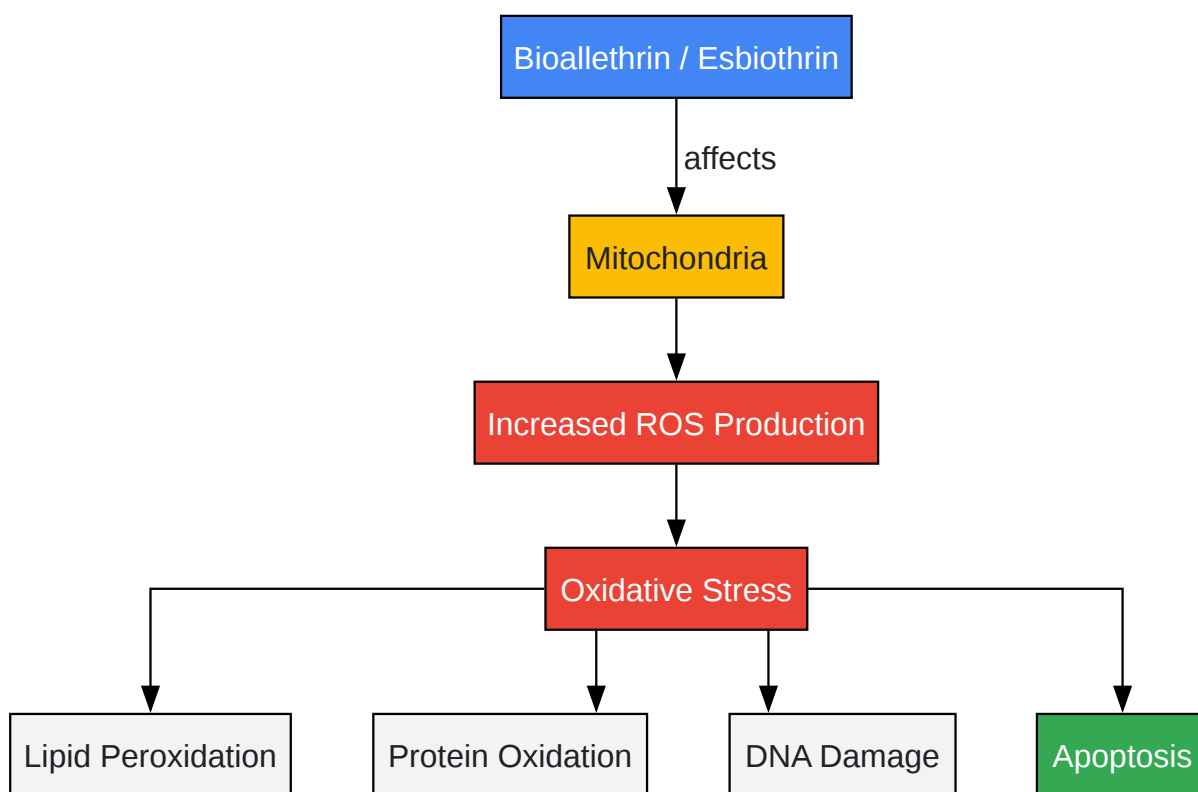 Bioallethrin / Esbiothrin
affects
Mitochondria
Increased ROS Production
Oxidative Stress
Lipid Peroxidation
Protein Oxidation
DNA Damage
Apoptosis